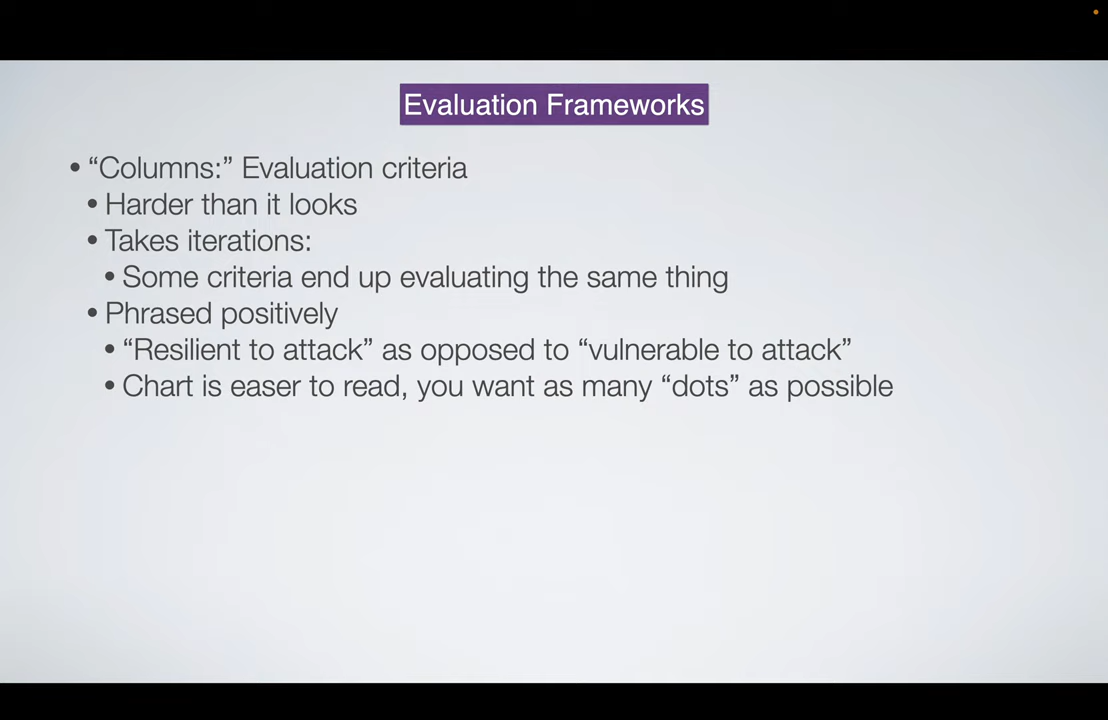 Evaluation Frameworks
• “Columns:” Evaluation criteria
• Harder than it looks
• Takes iterations:
• Some criteria end up evaluating the same thing
• Phrased positively
• “Resilient to attack” as opposed to “vulnerable to attack”
• Chart is easer to read, you want as many “dots” as possible